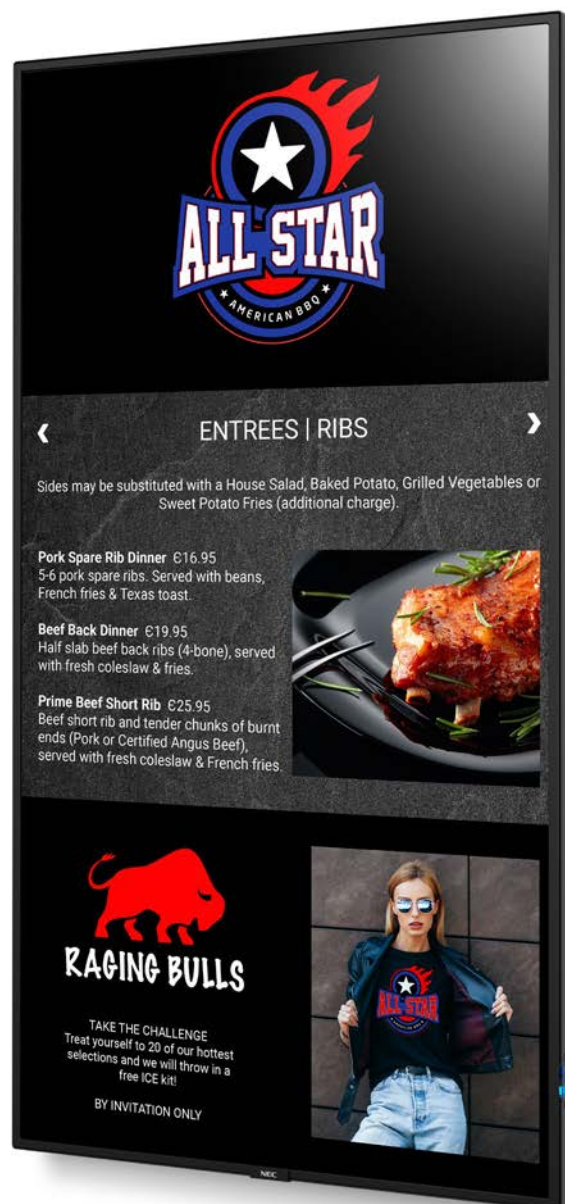 ALL STAR
★ AMERICAN BBQ ★
‹ ENTREES | RIBS ›
Sides may be substituted with a House Salad, Baked Potato, Grilled Vegetables or
Sweet Potato Fries (additional charge).
Pork Spare Rib Dinner €16.95
5-6 pork spare ribs. Served with beans,
French fries & Texas toast.
Beef Back Dinner €19.95
Half slab beef back ribs (4-bone), served
with fresh coleslaw & fries.
Prime Beef Short Rib €25.95
Beef short rib and tender chunks of burnt
ends (Pork or Certified Angus Beef),
served with fresh coleslaw & French fries.
RAGING BULLS
TAKE THE CHALLENGE
Treat yourself to 20 of our hottest
selections and we will throw in a
free ICE kit!
BY INVITATION ONLY
ALL STAR
AMERICAN BBQ
NEC